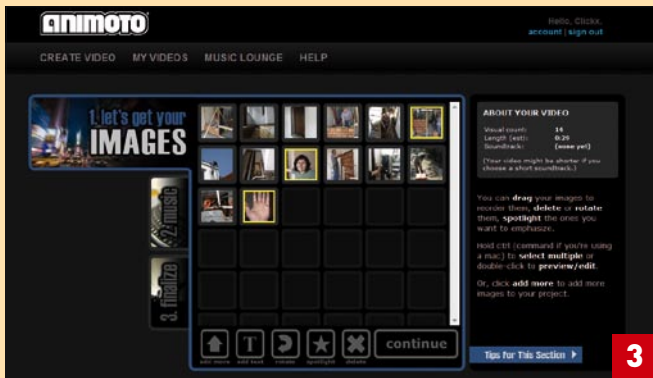 animoto
Hello, Clickx.
account | sign out
CREATE VIDEO MY VIDEOS MUSIC LOUNGE HELP
1. let's get your
IMAGES
2. music
3. finalize
ABOUT YOUR VIDEO
Visual count: 14
Length (est): 0:29
Soundtrack: (none yet)
(Your video might be shorter if you
choose a short soundtrack.)
You can drag your images to
reorder them, delete or rotate
them, spotlight the ones you
want to emphasize.
Hold ctrl (command if you're using
a mac) to select multiple or
double-click to preview/edit.
Or, click add more to add more
images to your project.
add more add text rotate spotlight delete
continue
Tips for This Section
3